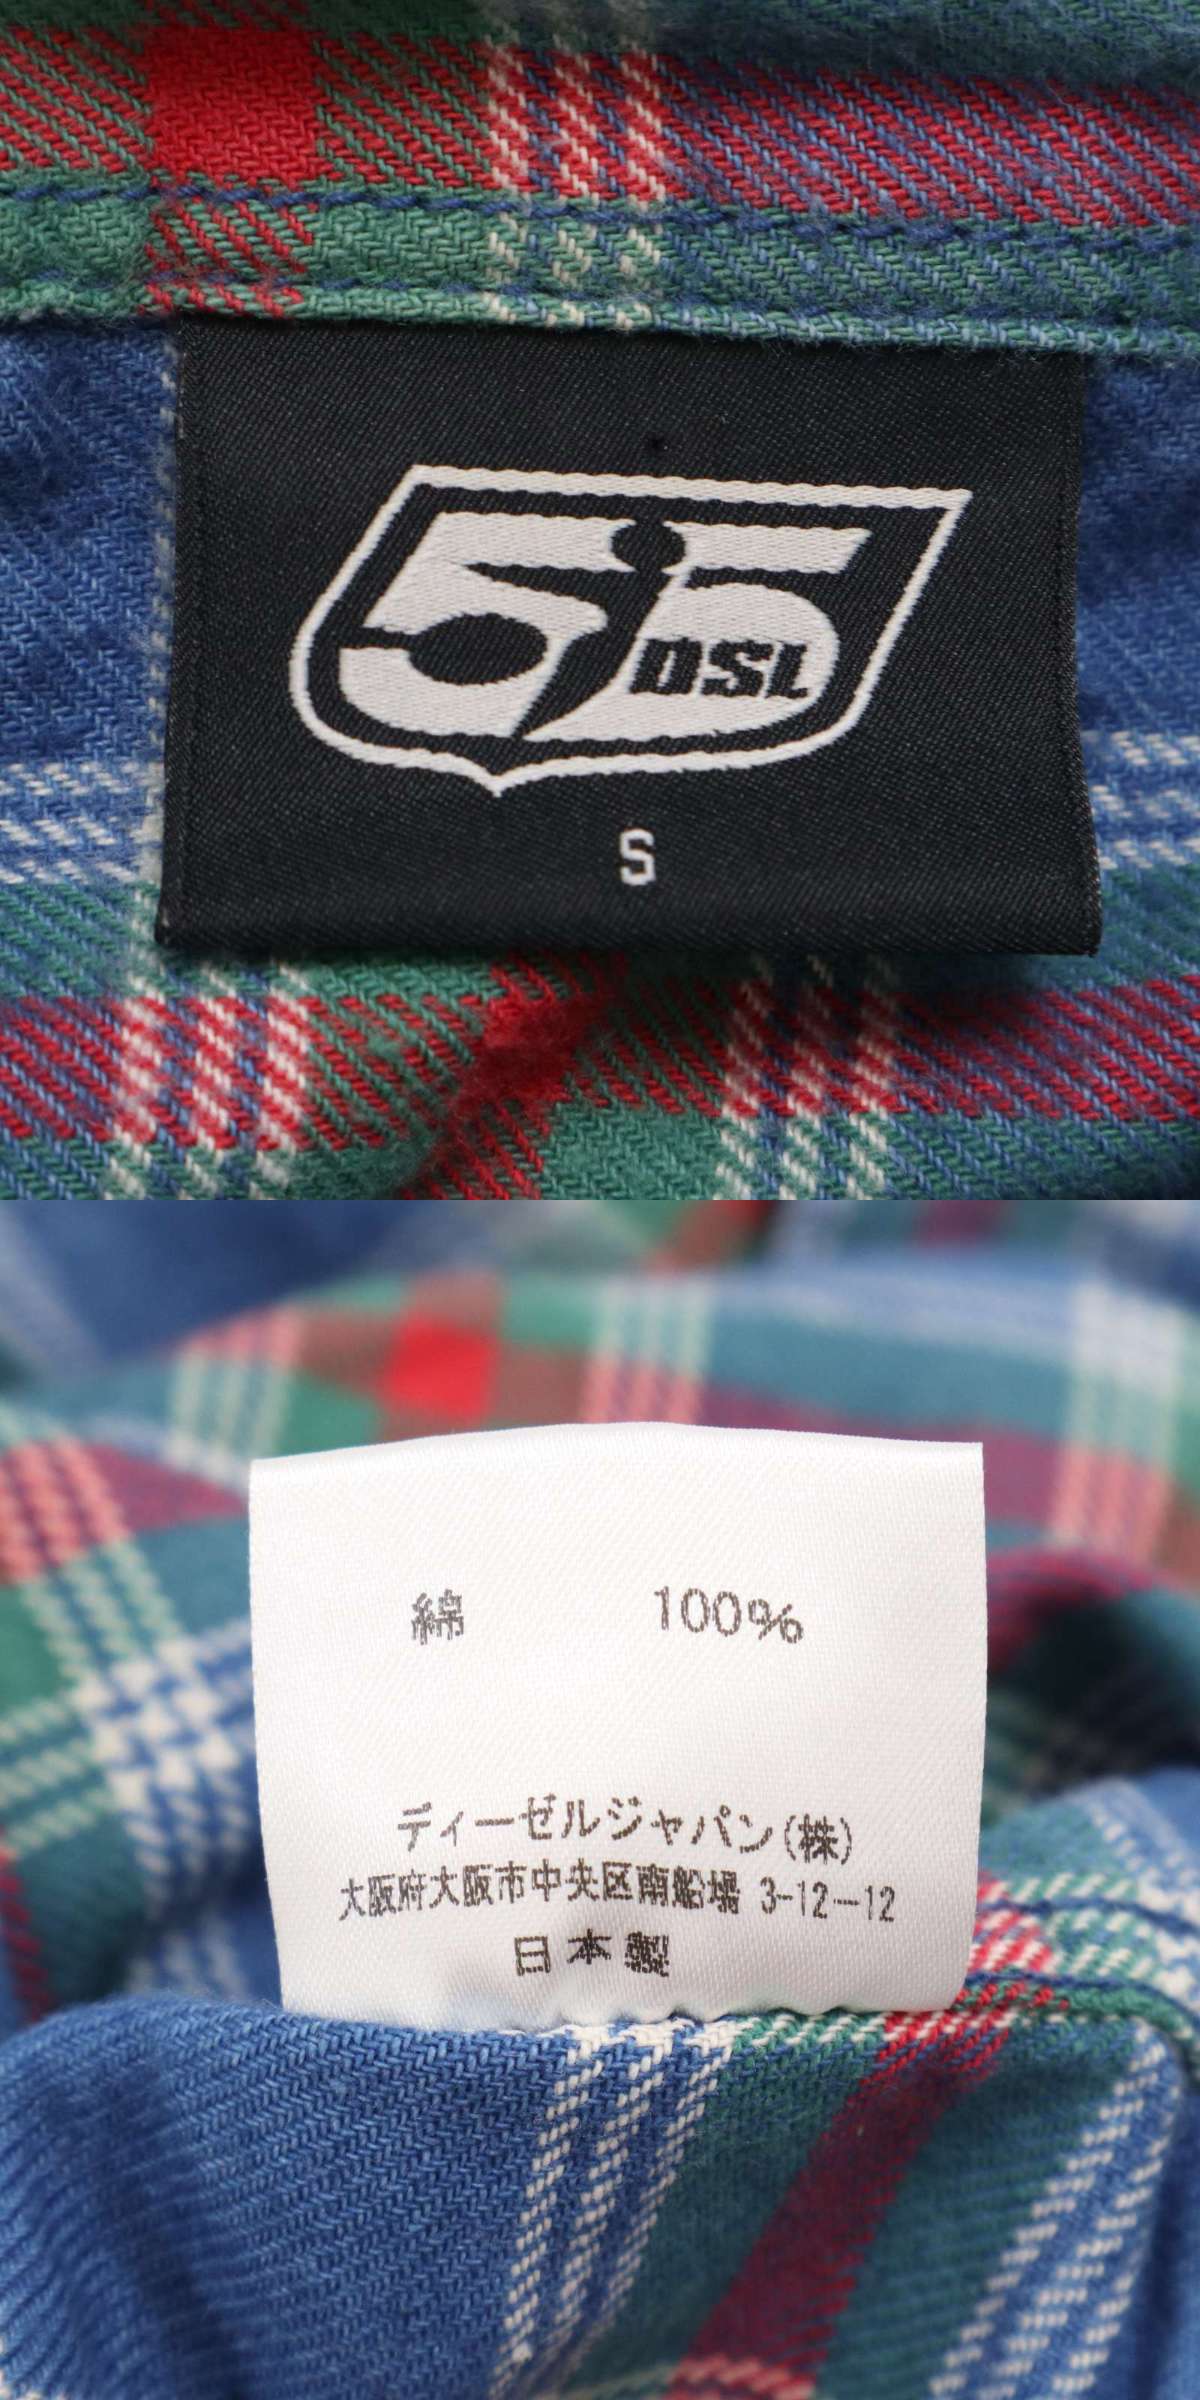 55
DSL
S
綿 100%
ディーゼルジャパン(株)
大阪府大阪市中央区南船場 3-12-12
日本製